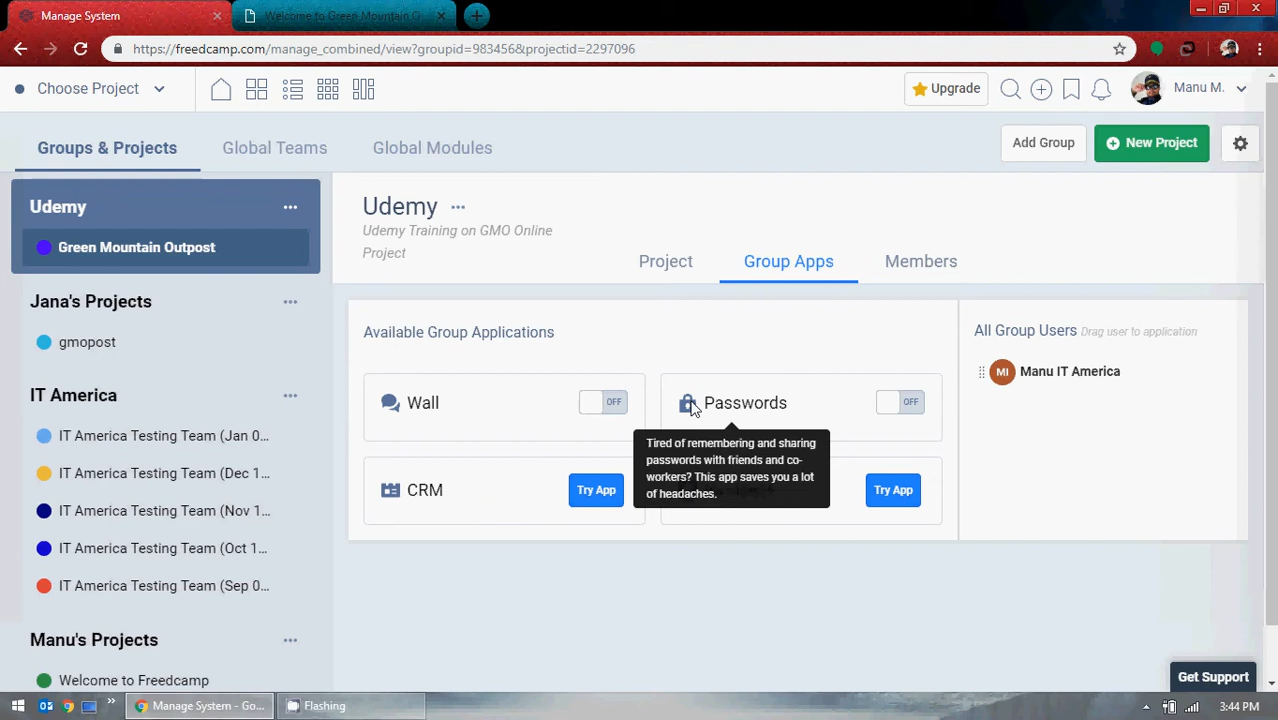 Manage System
Welcome to Green Mountain O
https://freedcamp.com/manage_combined/view?groupid=983456&projectid=2297096
Choose Project
Upgrade
Manu M.
Groups & Projects
Global Teams
Global Modules
Add Group
New Project
Udemy
Green Mountain Outpost
Jana's Projects
gmopost
IT America
IT America Testing Team (Jan 0...
IT America Testing Team (Dec 1...
IT America Testing Team (Nov 1...
IT America Testing Team (Oct 1...
IT America Testing Team (Sep 0...
Manu's Projects
Welcome to Freedcamp
Udemy
Udemy Training on GMO Online
Project
Project
Group Apps
Members
Available Group Applications
Wall
OFF
Passwords
OFF
Tired of remembering and sharing
passwords with friends and co-
workers? This app saves you a lot
of headaches.
CRM
Try App
Try App
All Group Users
Drag user to application
MI
Manu IT America
Get Support
Manage System - Go...
Flashing
3:44 PM